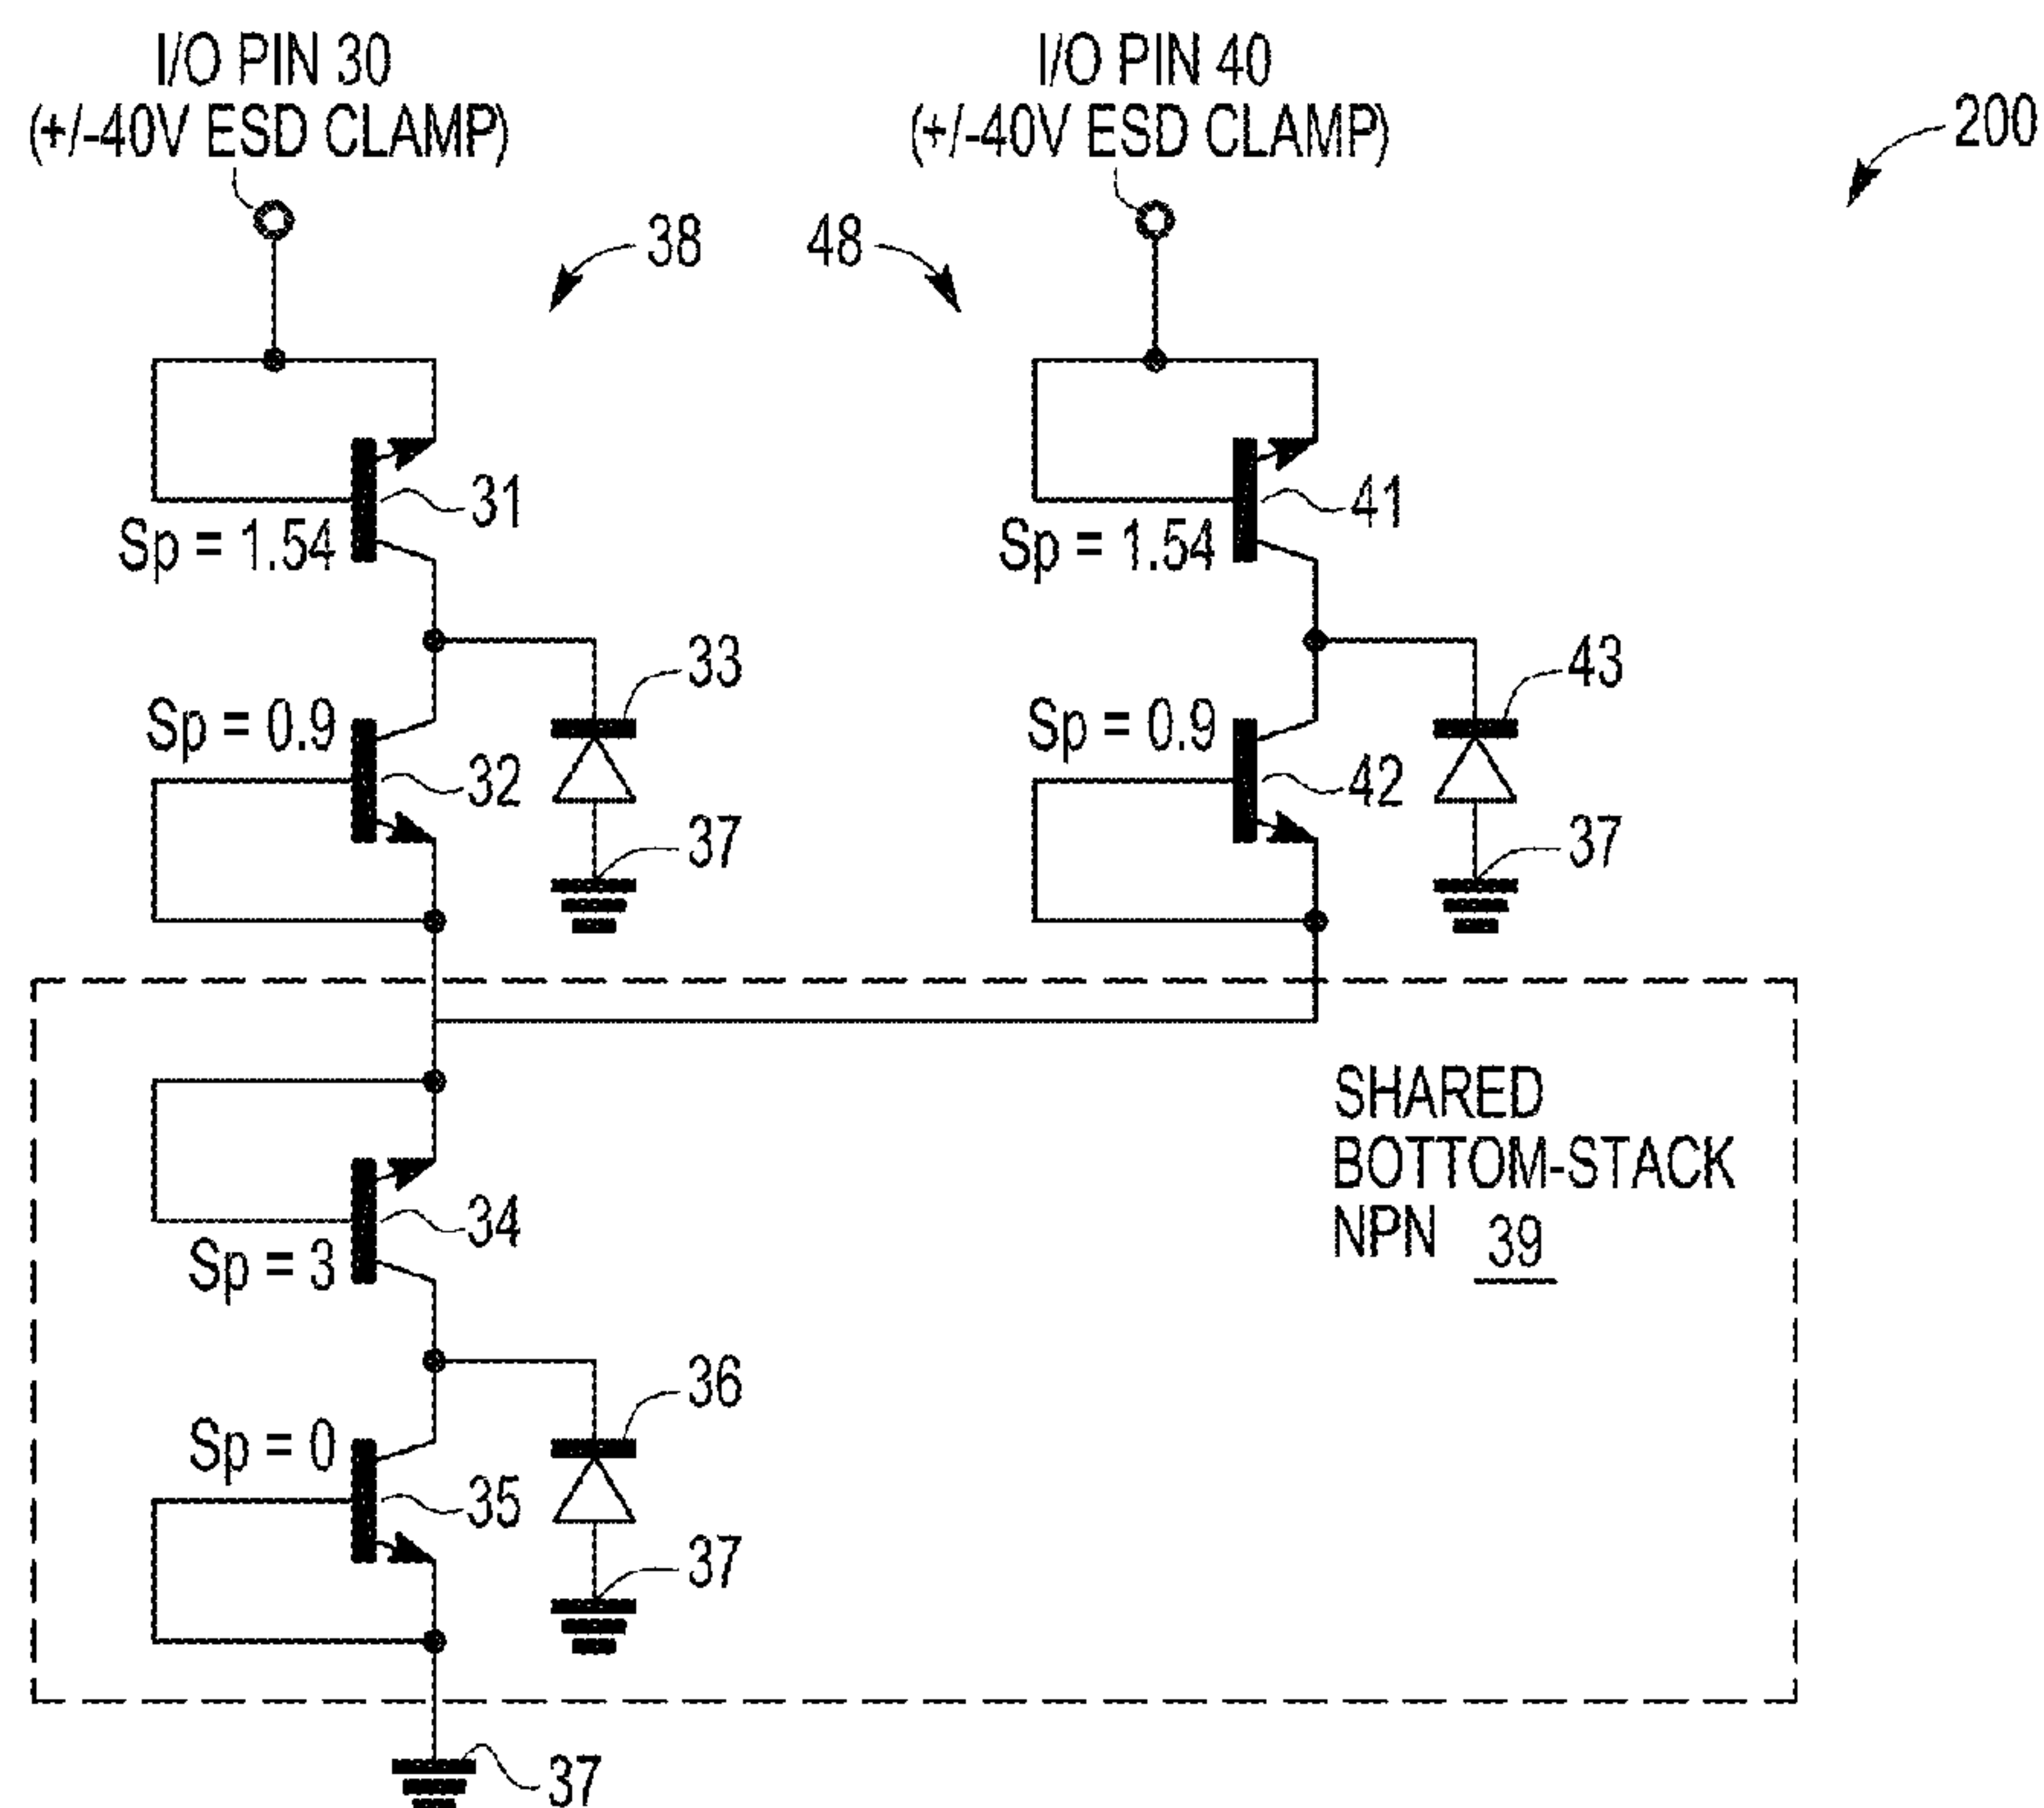 I/O PIN 30
(+/-40V ESD CLAMP)
I/O PIN 40
(+/-40V ESD CLAMP)
200
38
48
31
Sp = 1.54
41
Sp = 1.54
33
43
Sp = 0.9
32
Sp = 0.9
42
37
37
SHARED
BOTTOM-STACK
NPN 39
34
Sp = 3
36
Sp = 0
35
37
37